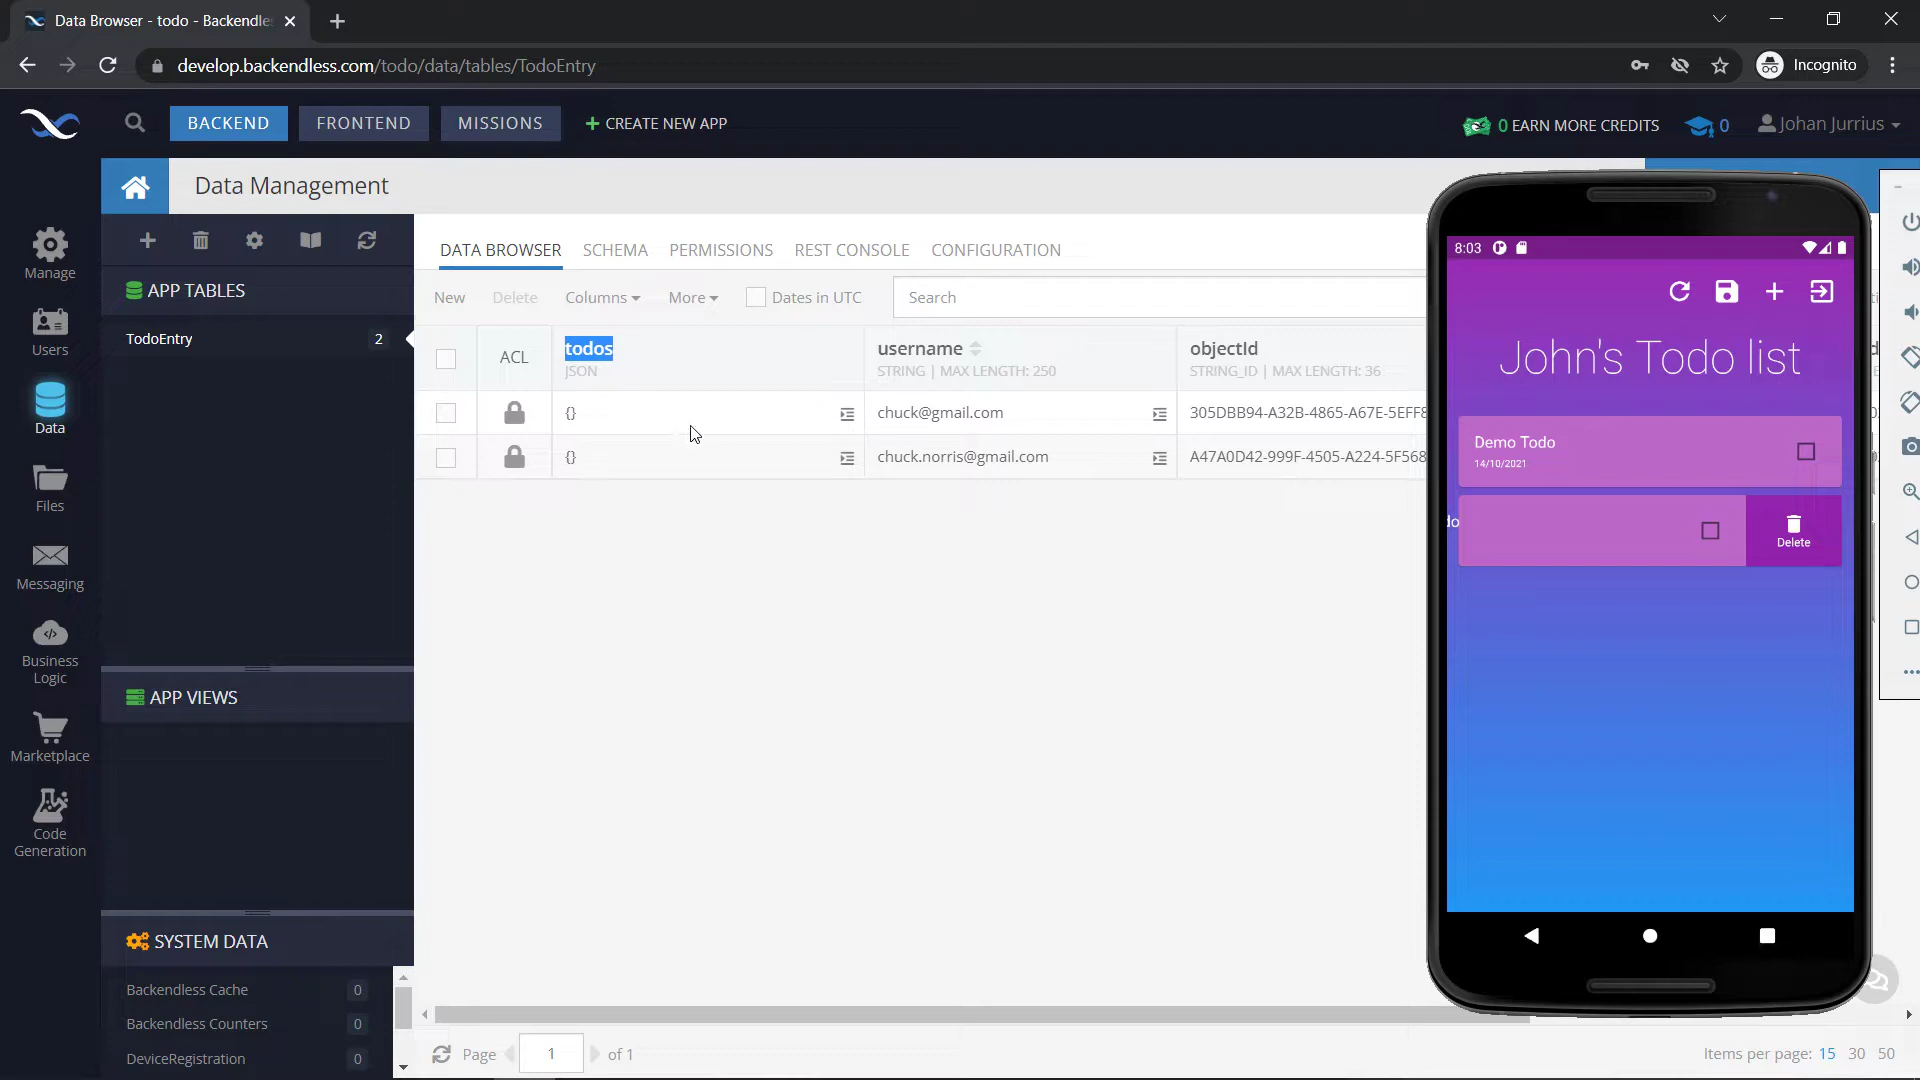 Data Browser - todo - Backendle
develop.backendless.com/todo/data/tables/TodoEntry
Incognito
BACKEND
FRONTEND
MISSIONS
+ CREATE NEW APP
0 EARN MORE CREDITS
0
Johan Jurrius
Data Management
Manage
Users
Data
Files
Messaging
Business
Logic
Marketplace
Code
Generation
APP TABLES
TodoEntry 2
APP VIEWS
SYSTEM DATA
Backendless Cache 0
Backendless Counters 0
DeviceRegistration 0
DATA BROWSER SCHEMA PERMISSIONS REST CONSOLE CONFIGURATION
New Delete Columns More Dates in UTC Search
ACL todos username objectId
JSON STRING | MAX LENGTH: 250 STRING_ID | MAX LENGTH: 36
{} chuck@gmail.com 305DBB94-A32B-4865-A67E-5EFF8
{} chuck.norris@gmail.com A47A0D42-999F-4505-A224-5F568
Page 1 of 1
Items per page: 15 30 50
8:03
John's Todo list
Demo Todo
14/10/2021
do
Delete